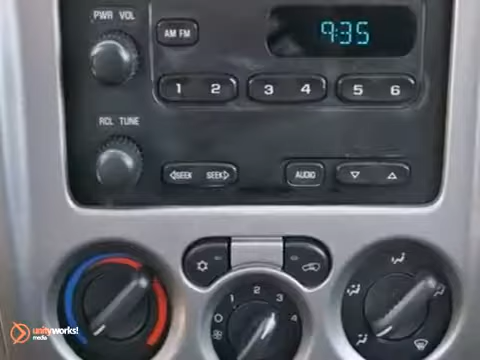 PWR VOL
AM FM
9:35
1 2 3 4 5 6
RCL TUNE
SEEK SEEK
AUDIO
0 1 2 3 4
unityworks!
media